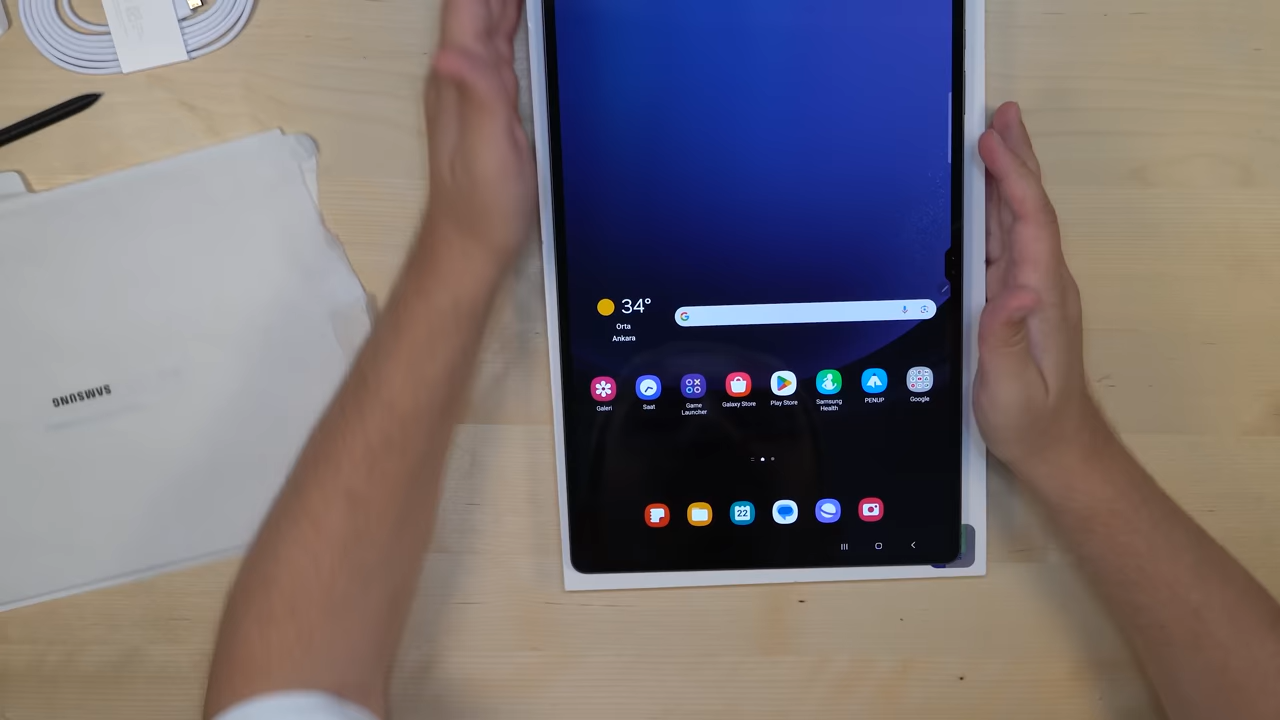 SAMSUNG
34°
Orta
Ankara
Galeri
Saat
Game
Launcher
Galaxy Store
Play Store
Samsung
Health
PENUP
Google
22